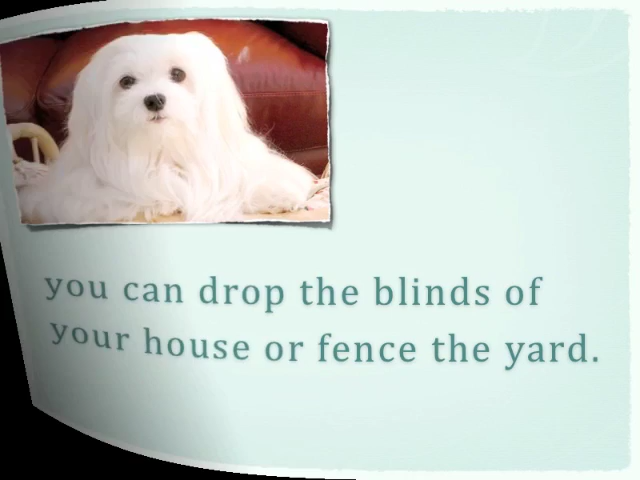 you can drop the blinds of
your house or fence the yard.